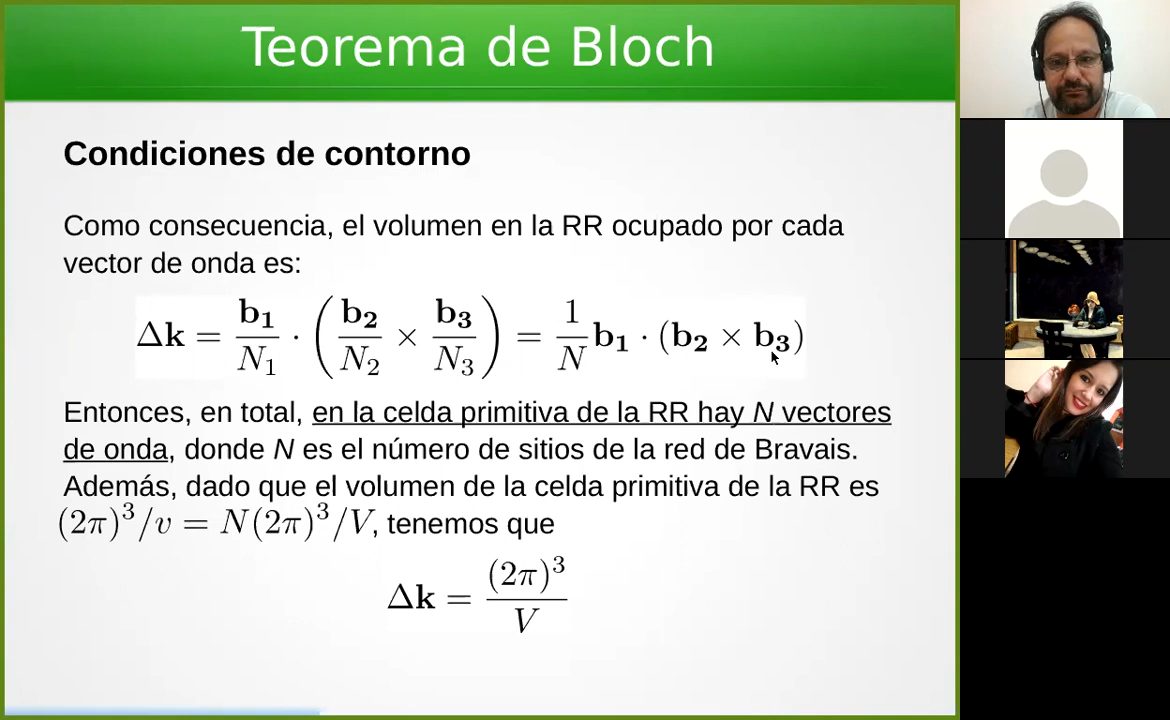 Teorema de Bloch
Condiciones de contorno
Como consecuencia, el volumen en la RR ocupado por cada
vector de onda es:
Δk = b₁/N₁ · (b₂/N₂ × b₃/N₃) = 1/N b₁ · (b₂ × b₃)
Entonces, en total, en la celda primitiva de la RR hay N vectores
de onda, donde N es el número de sitios de la red de Bravais.
Además, dado que el volumen de la celda primitiva de la RR es
(2π)³/v = N(2π)³/V, tenemos que
Δk = (2π)³/V